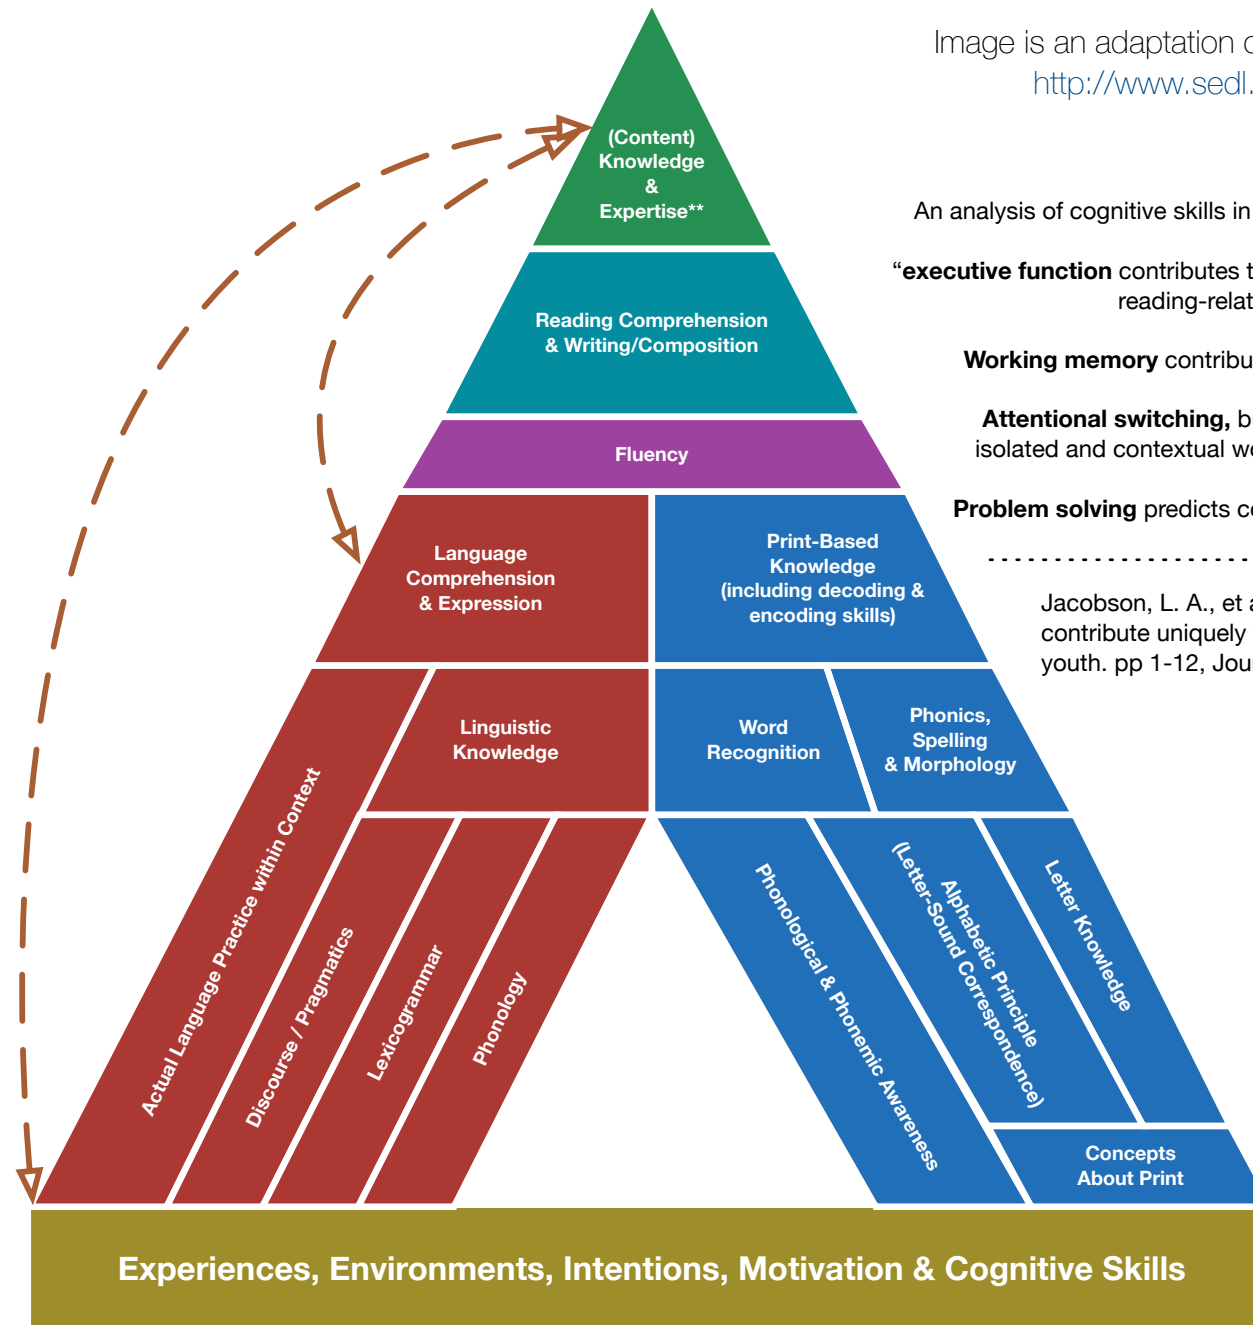 Image is an adaptation
http://www.sedl.
(Content)
Knowledge
&
Expertise**
An analysis of cognitive skills in
“executive function contributes
reading-relat
Working memory contribu
Attentional switching,
isolated and contextual
Problem solving predicts
Jacobson, L. A., et
contribute uniquely
youth. pp 1-12, Jour
Reading Comprehension
& Writing/Composition
Fluency
Language
Comprehension
& Expression
Print-Based
Knowledge
(including decoding &
encoding skills)
Linguistic
Knowledge
Word
Recognition
Phonics,
Spelling
& Morphology
Actual Language Practice within Context
Discourse / Pragmatics
Lexicogrammar
Phonology
Phonological & Phonemic Awareness
Alphabetic Principle
(Letter-Sound Correspondence)
Letter Knowledge
Concepts
About Print
Experiences, Environments, Intentions, Motivation & Cognitive Skills